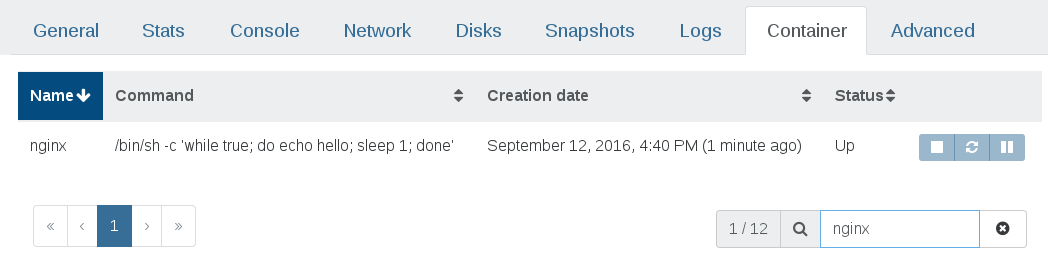 General Stats Console Network Disks Snapshots Logs Container Advanced
Name Command Creation date Status
nginx /bin/sh -c 'while true; do echo hello; sleep 1; done' September 12, 2016, 4:40 PM (1 minute ago) Up
« ‹ 1 › »
1 / 12 nginx